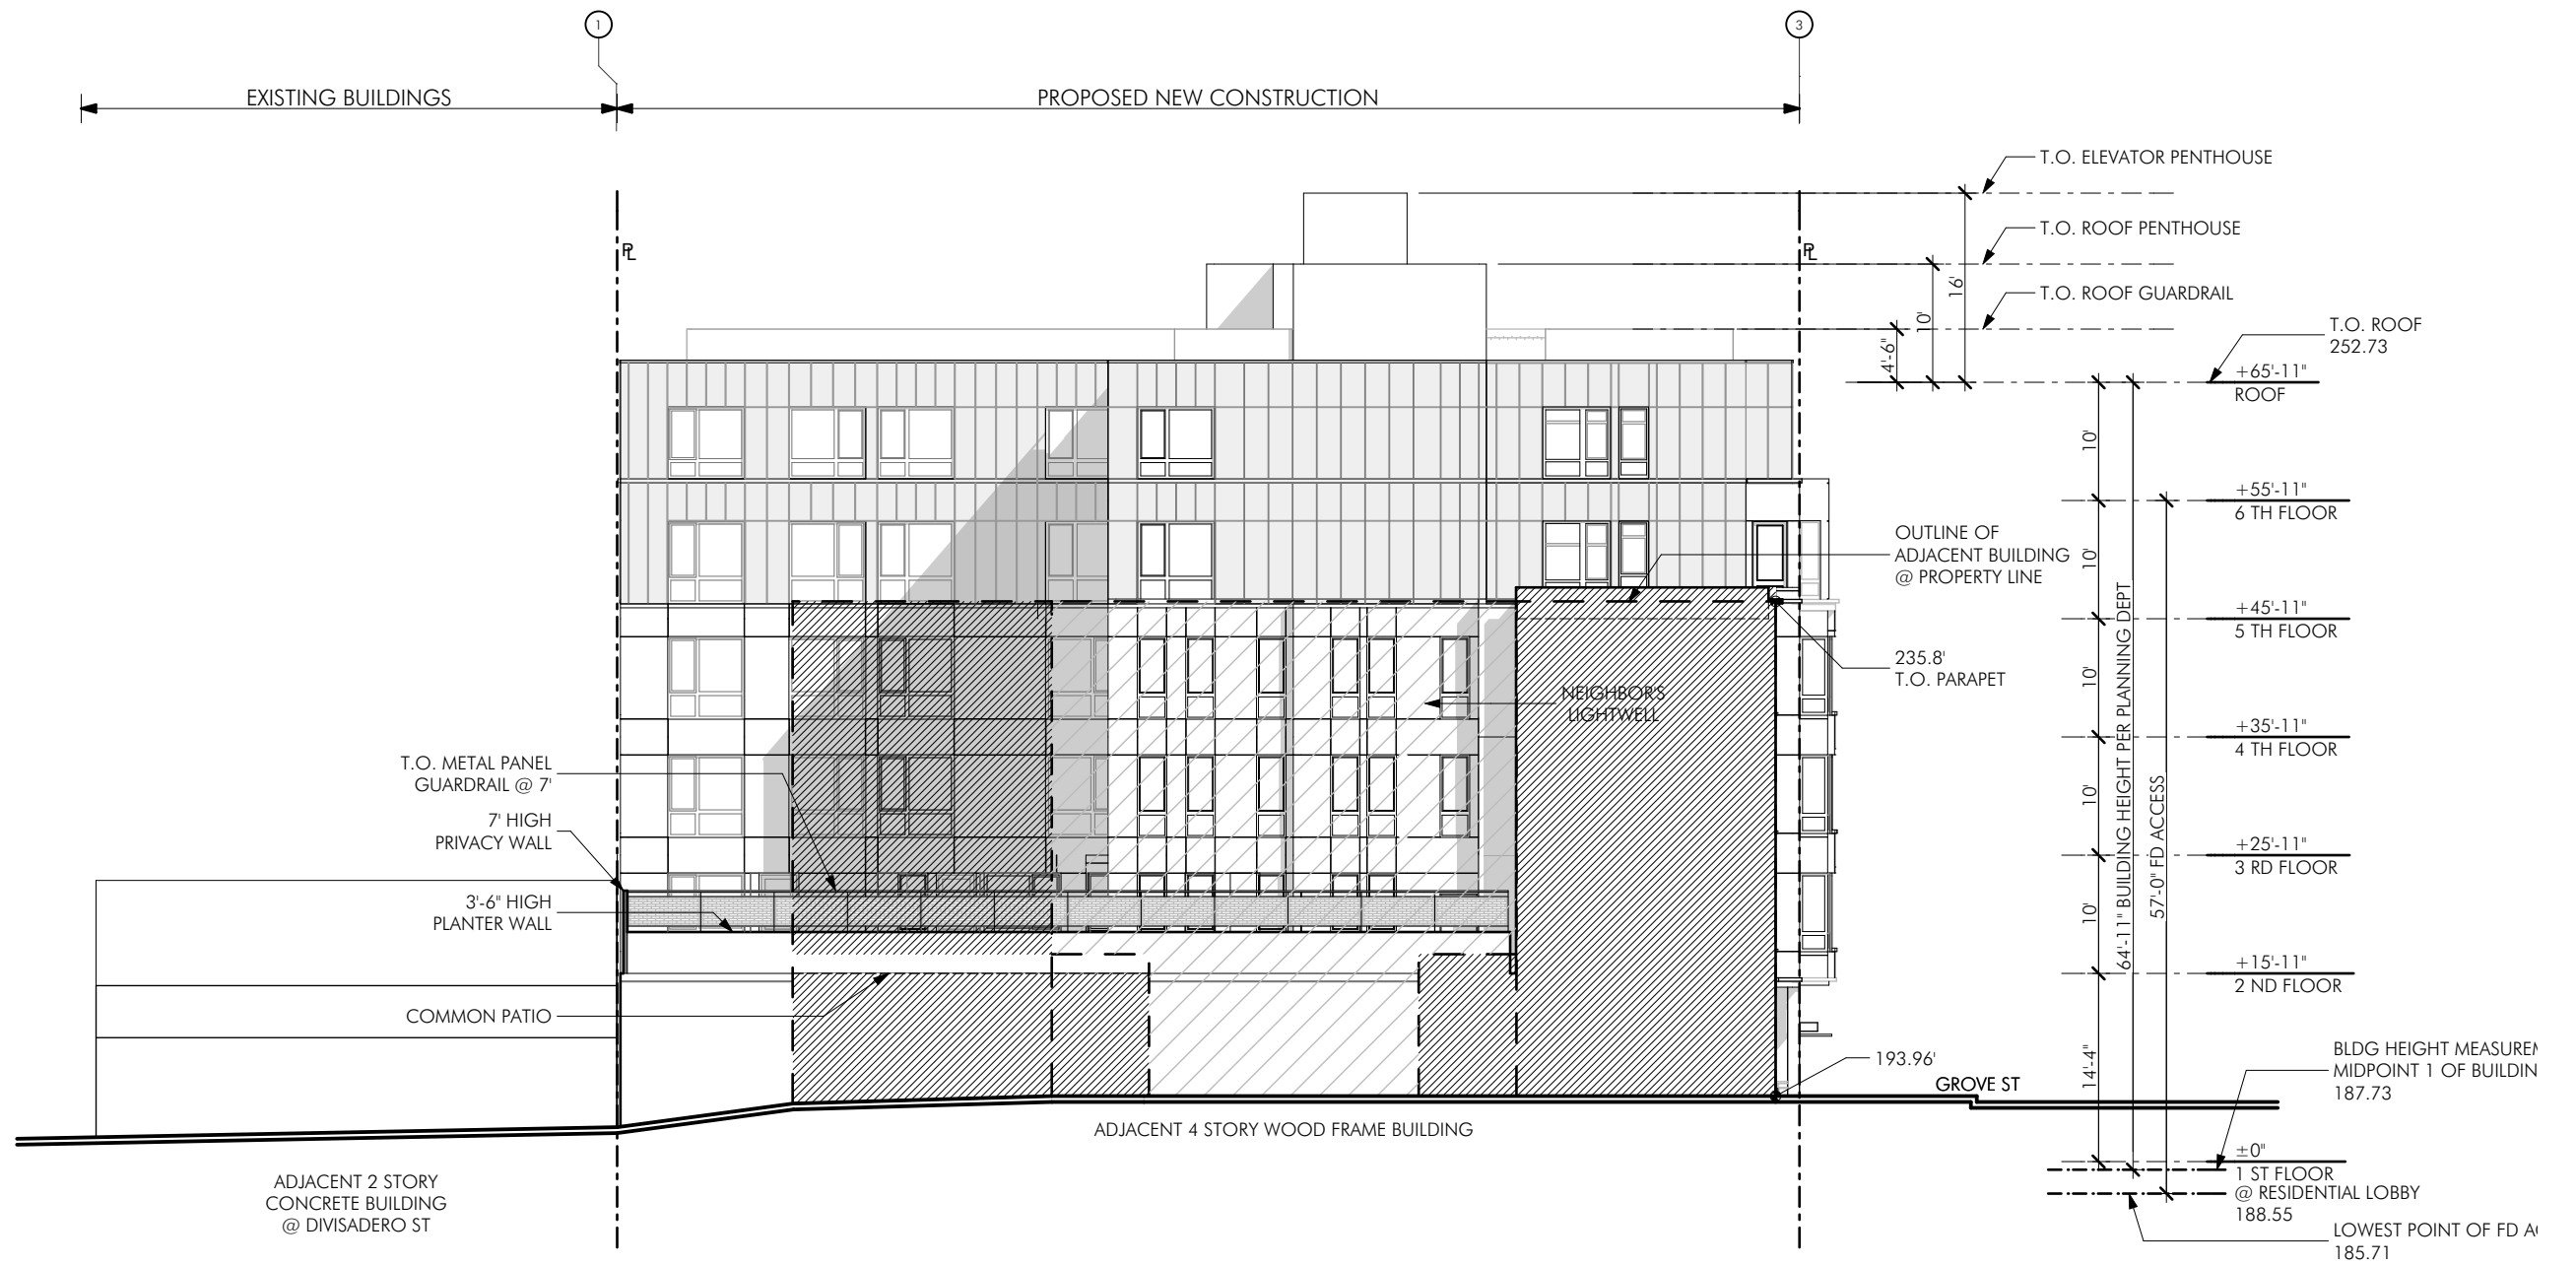 1
3
EXISTING BUILDINGS
PROPOSED NEW CONSTRUCTION
T.O. ELEVATOR PENTHOUSE
T.O. ROOF PENTHOUSE
T.O. ROOF GUARDRAIL
PL
PL
16'
10'
4'-6"
T.O. ROOF
252.73
+65'-11"
ROOF
10'
+55'-11"
6 TH FLOOR
OUTLINE OF
ADJACENT BUILDING
@ PROPERTY LINE
10'
+45'-11"
5 TH FLOOR
235.8'
T.O. PARAPET
10'
NEIGHBOR'S
LIGHTWELL
+35'-11"
4 TH FLOOR
64'-11" BUILDING HEIGHT PER PLANNING DEPT
57'-0" FD ACCESS
T.O. METAL PANEL
GUARDRAIL @ 7'
10'
7' HIGH
PRIVACY WALL
+25'-11"
3 RD FLOOR
3'-6" HIGH
PLANTER WALL
10'
+15'-11"
2 ND FLOOR
COMMON PATIO
14'-4"
193.96'
GROVE ST
BLDG HEIGHT MEASUREM
MIDPOINT 1 OF BUILDIN
187.73
ADJACENT 4 STORY WOOD FRAME BUILDING
±0"
1 ST FLOOR
@ RESIDENTIAL LOBBY
188.55
ADJACENT 2 STORY
CONCRETE BUILDING
@ DIVISADERO ST
LOWEST POINT OF FD A
185.71